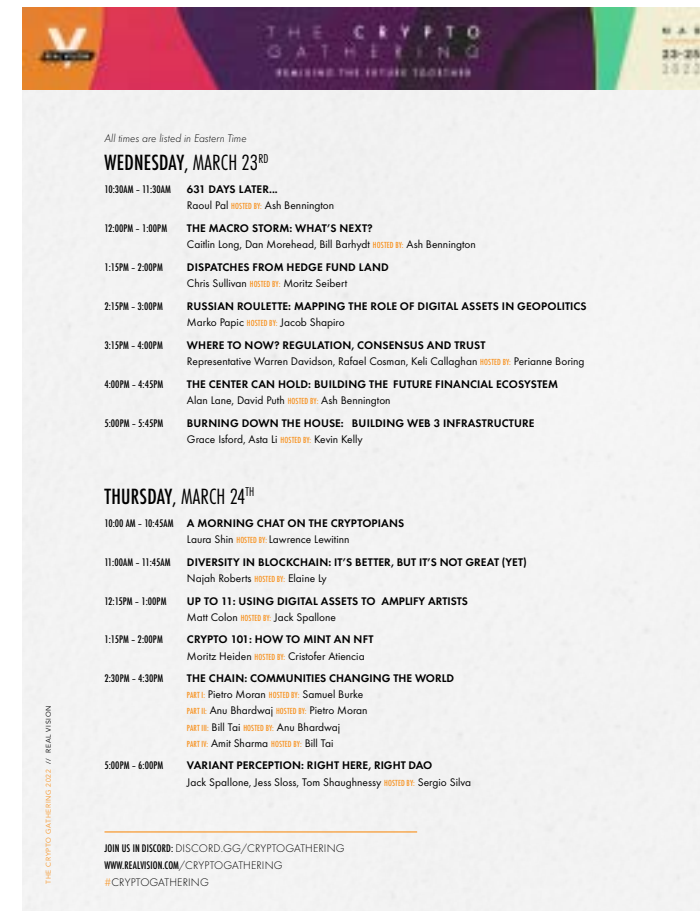 REAL VISION
THE CRYPTO
GATHERING
REALISING THE FUTURE TOGETHER
MAR
23-25
2022
All times are listed in Eastern Time
WEDNESDAY, MARCH 23RD
10:30AM – 11:30AM 631 DAYS LATER...
Raoul Pal HOSTED BY: Ash Bennington
12:00PM – 1:00PM THE MACRO STORM: WHAT'S NEXT?
Caitlin Long, Dan Morehead, Bill Barhydt HOSTED BY: Ash Bennington
1:15PM – 2:00PM DISPATCHES FROM HEDGE FUND LAND
Chris Sullivan HOSTED BY: Moritz Seibert
2:15PM – 3:00PM RUSSIAN ROULETTE: MAPPING THE ROLE OF DIGITAL ASSETS IN GEOPOLITICS
Marko Papic HOSTED BY: Jacob Shapiro
3:15PM – 4:00PM WHERE TO NOW? REGULATION, CONSENSUS AND TRUST
Representative Warren Davidson, Rafael Cosman, Keli Callaghan HOSTED BY: Perianne Boring
4:00PM – 4:45PM THE CENTER CAN HOLD: BUILDING THE FUTURE FINANCIAL ECOSYSTEM
Alan Lane, David Puth HOSTED BY: Ash Bennington
5:00PM – 5:45PM BURNING DOWN THE HOUSE: BUILDING WEB 3 INFRASTRUCTURE
Grace Isford, Asta Li HOSTED BY: Kevin Kelly
THURSDAY, MARCH 24TH
10:00 AM – 10:45AM A MORNING CHAT ON THE CRYPTOPIANS
Laura Shin HOSTED BY: Lawrence Lewitinn
11:00AM – 11:45AM DIVERSITY IN BLOCKCHAIN: IT'S BETTER, BUT IT'S NOT GREAT (YET)
Najah Roberts HOSTED BY: Elaine Ly
12:15PM – 1:00PM UP TO 11: USING DIGITAL ASSETS TO AMPLIFY ARTISTS
Matt Colon HOSTED BY: Jack Spallone
1:15PM – 2:00PM CRYPTO 101: HOW TO MINT AN NFT
Moritz Heiden HOSTED BY: Cristofer Atiencia
2:30PM – 4:30PM THE CHAIN: COMMUNITIES CHANGING THE WORLD
PART I: Pietro Moran HOSTED BY: Samuel Burke
PART II: Anu Bhardwaj HOSTED BY: Pietro Moran
PART III: Bill Tai HOSTED BY: Anu Bhardwaj
PART IV: Amit Sharma HOSTED BY: Bill Tai
5:00PM – 6:00PM VARIANT PERCEPTION: RIGHT HERE, RIGHT DAO
Jack Spallone, Jess Sloss, Tom Shaughnessy HOSTED BY: Sergio Silva
THE CRYPTO GATHERING 2022 // REAL VISION
JOIN US IN DISCORD: DISCORD.GG/CRYPTOGATHERING
WWW.REALVISION.COM/CRYPTOGATHERING
#CRYPTOGATHERING